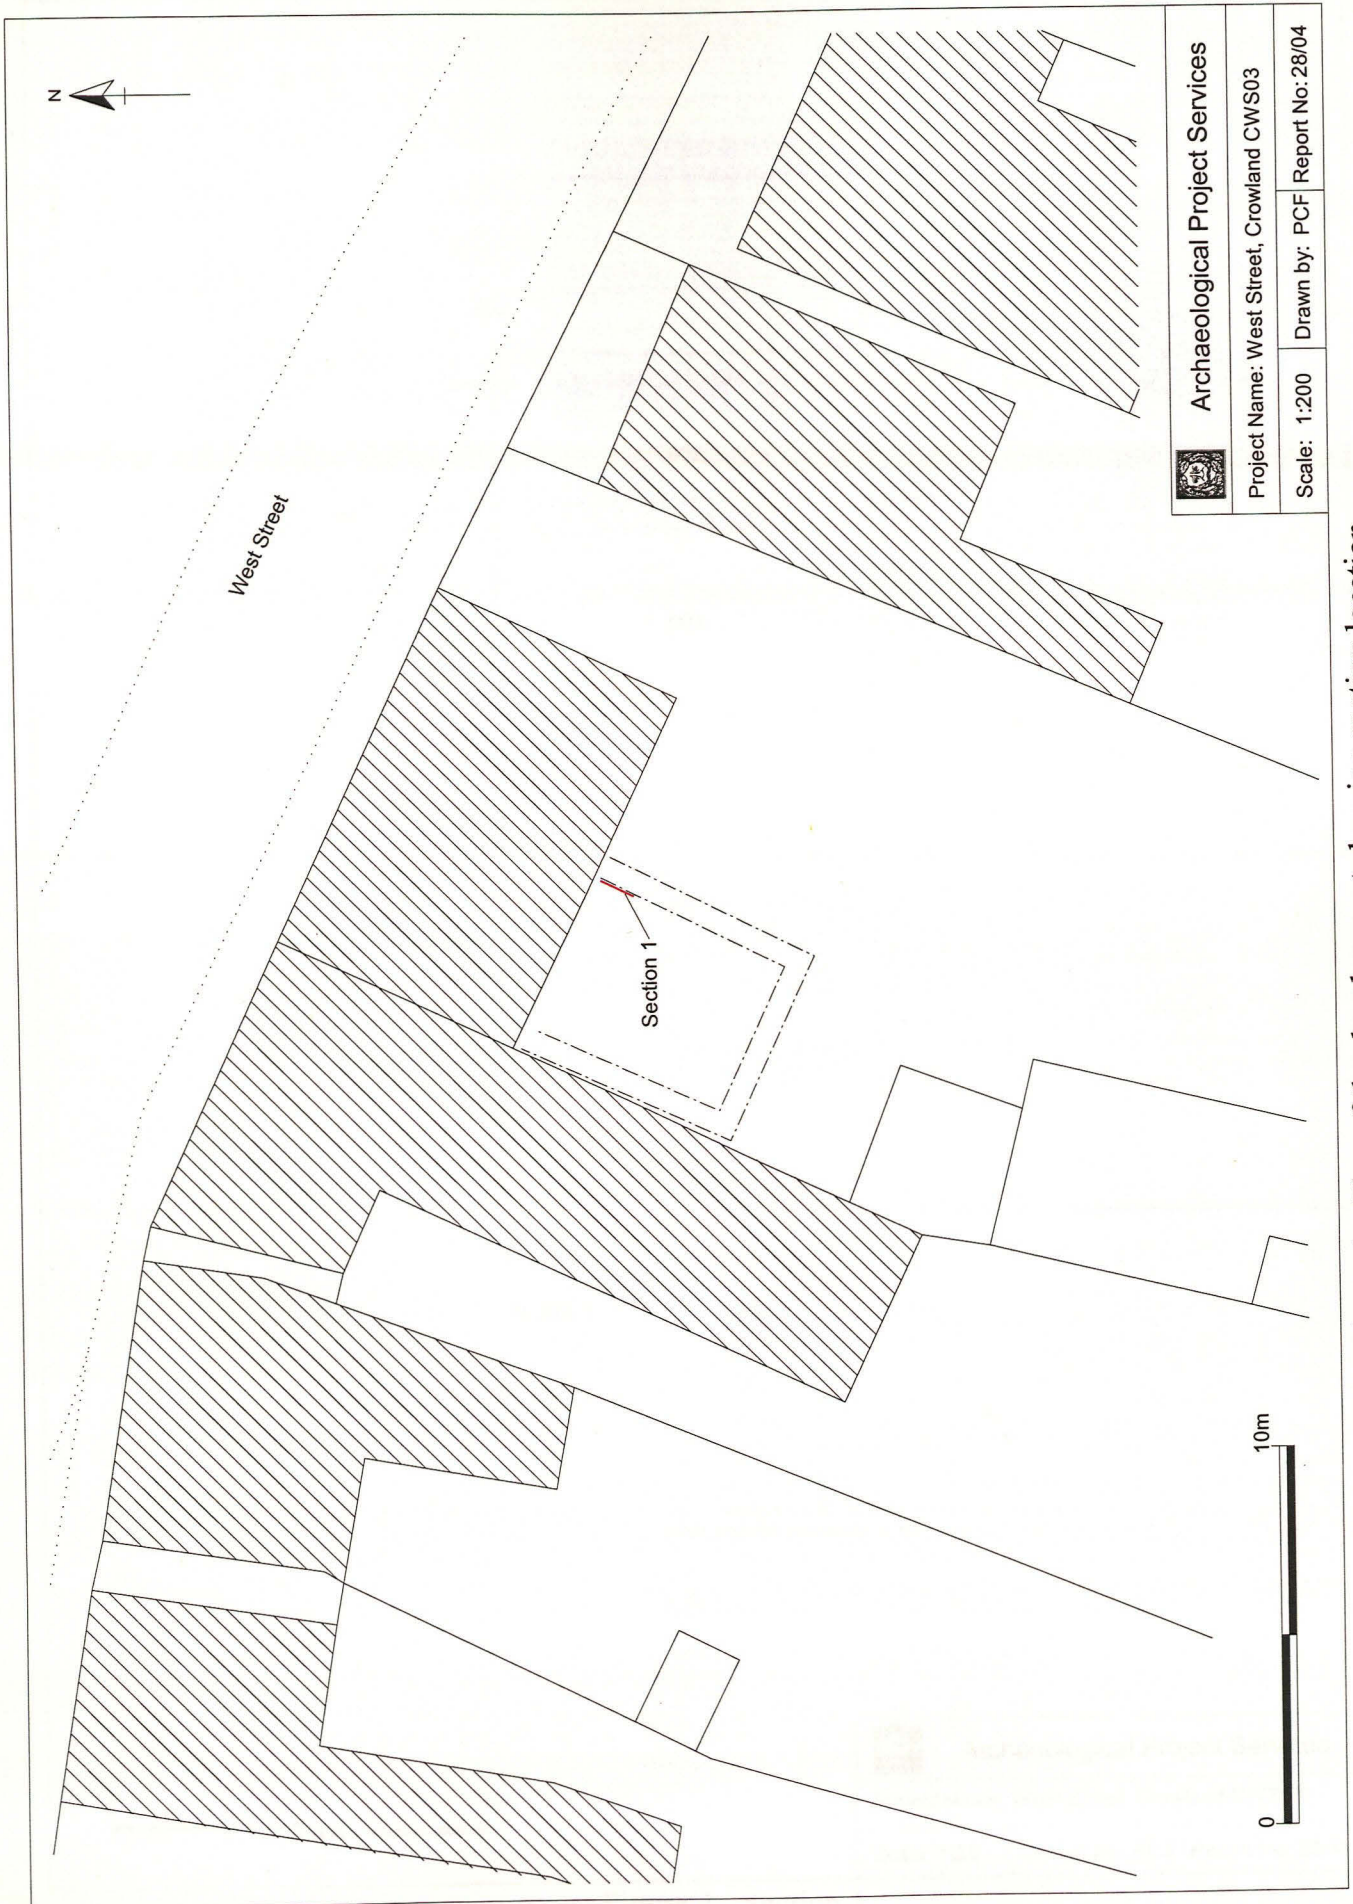 N
West Street
Section 1
0
10m
Archaeological Project Services
Project Name: West Street, Crowland CWS03
Scale: 1:200
Drawn by: PCF
Report No: 28/04
location